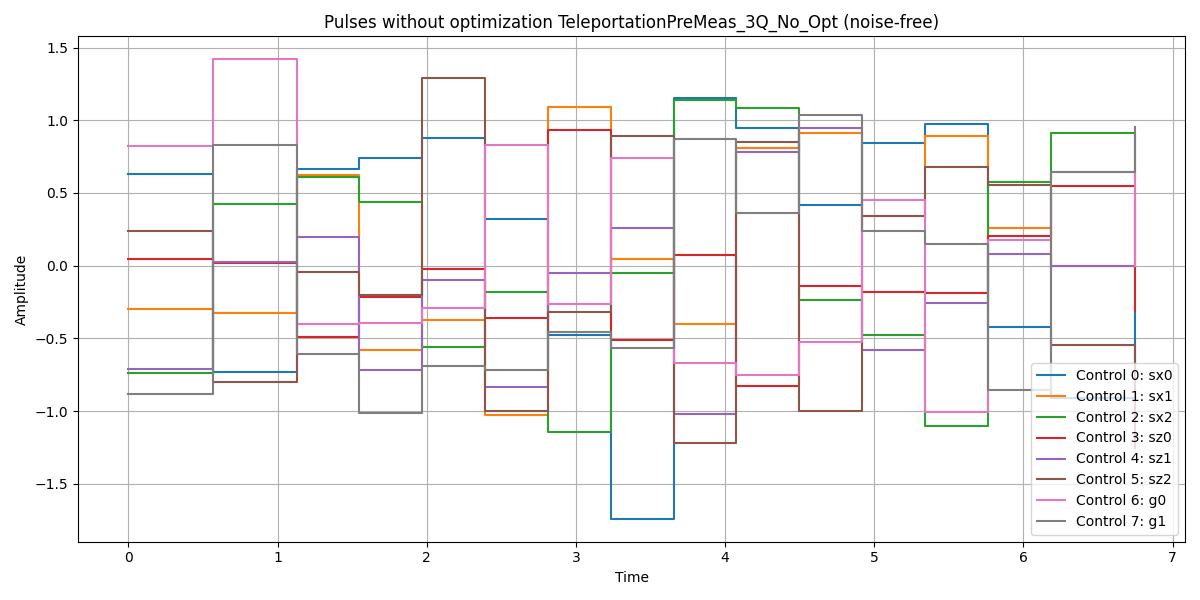 Pulses without optimization TeleportationPreMeas_3Q_No_Opt (noise-free)
1.5
1.0
0.5
0.0
−0.5
−1.0
−1.5
Amplitude
Control 0: sx0
Control 1: sx1
Control 2: sx2
Control 3: sz0
Control 4: sz1
Control 5: sz2
Control 6: g0
Control 7: g1
0 1 2 3 4 5 6 7
Time